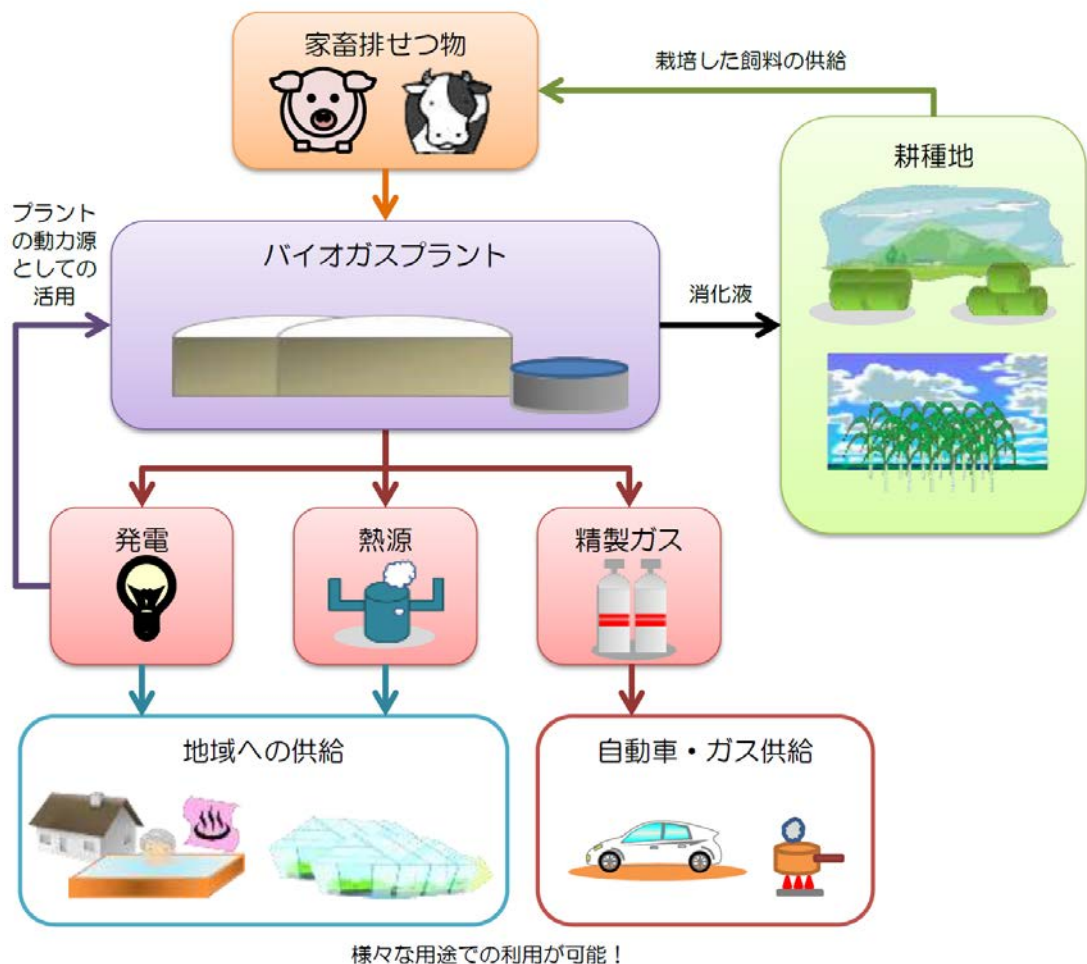 家畜排せつ物
栽培した飼料の供給
耕種地
プラント
の動力源
としての
活用
バイオガスプラント
消化液
発電
熱源
精製ガス
地域への供給
自動車・ガス供給
様々な用途での利用が可能！